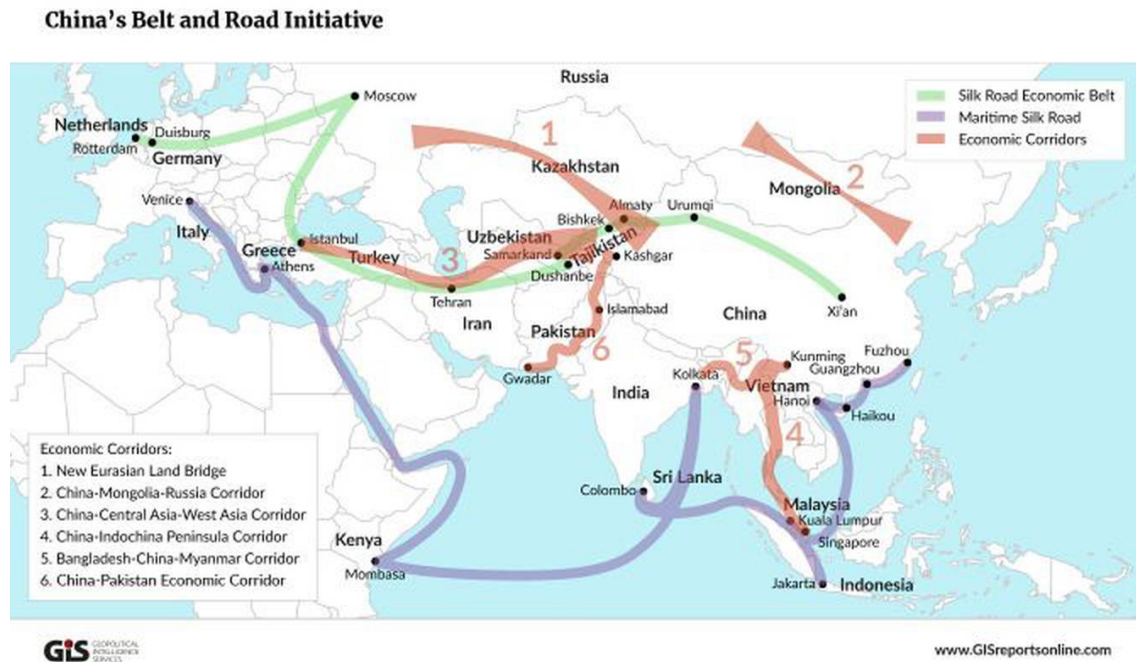 China's Belt and Road Initiative
Russia
Silk Road Economic Belt
Maritime Silk Road
Economic Corridors
Moscow
Netherlands
Duisburg
Rotterdam
Germany
1
Kazakhstan
2
Mongolia
Venice
Italy
Almaty
Urumqi
Bishkek
Greece
Istanbul
Athens
Turkey
3
Uzbekistan
Samarkand
Tajikistan
Kashgar
Dushanbe
Tehran
Iran
Islamabad
Pakistan
6
Gwadar
China
Xi'an
India
Kolkata
5
Kunming
Fuzhou
Guangzhou
Vietnam
Hanoi
Haikou
4
Colombo
Sri Lanka
Malaysia
Kuala Lumpur
Singapore
Jakarta
Indonesia
Kenya
Mombasa
Economic Corridors:
1. New Eurasian Land Bridge
2. China-Mongolia-Russia Corridor
3. China-Central Asia-West Asia Corridor
4. China-Indochina Peninsula Corridor
5. Bangladesh-China-Myanmar Corridor
6. China-Pakistan Economic Corridor
GIS
GEOPOLITICAL
INTELLIGENCE
SERVICES
www.GISreportsonline.com